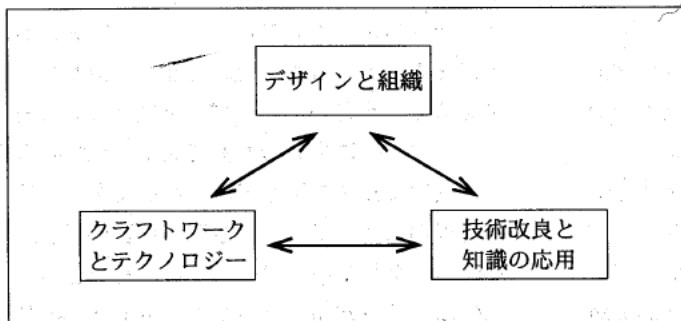 デザインと組織
クラフトワーク
とテクノロジー
技術改良と
知識の応用